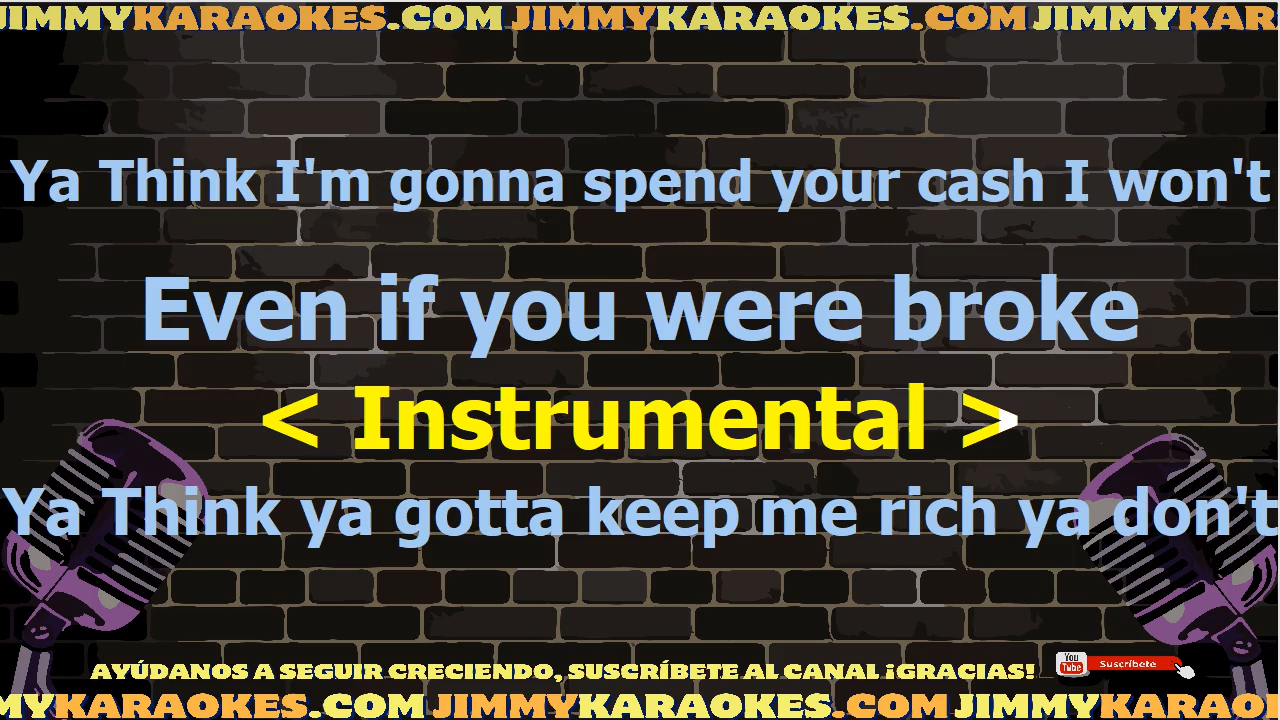 JIMMYKARAOKES.COM JIMMYKARAOKES.COM JIMMYKAR
Ya Think I'm gonna spend your cash I won't
Even if you were broke
< Instrumental >
Ya Think ya gotta keep me rich ya don't
AYÚDANOS A SEGUIR CRECIENDO, SUSCRÍBETE AL CANAL ¡GRACIAS!
You Tube Suscríbete
MYKARAOKES.COM JIMMYKARAOKES.COM JIMMYKARAO